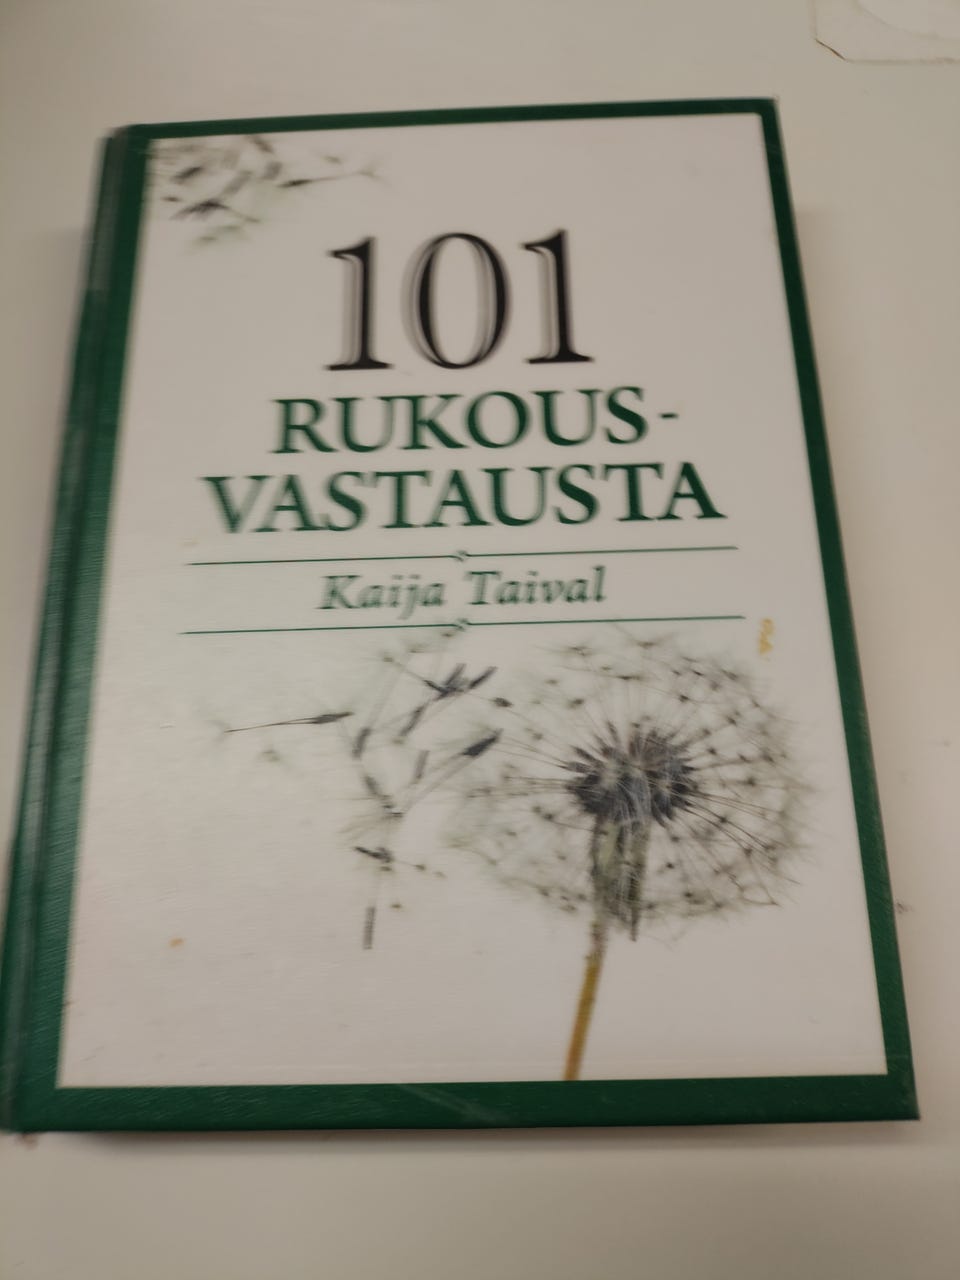 101
RUKOUS-
VASTAUSTA
Kaija Taival